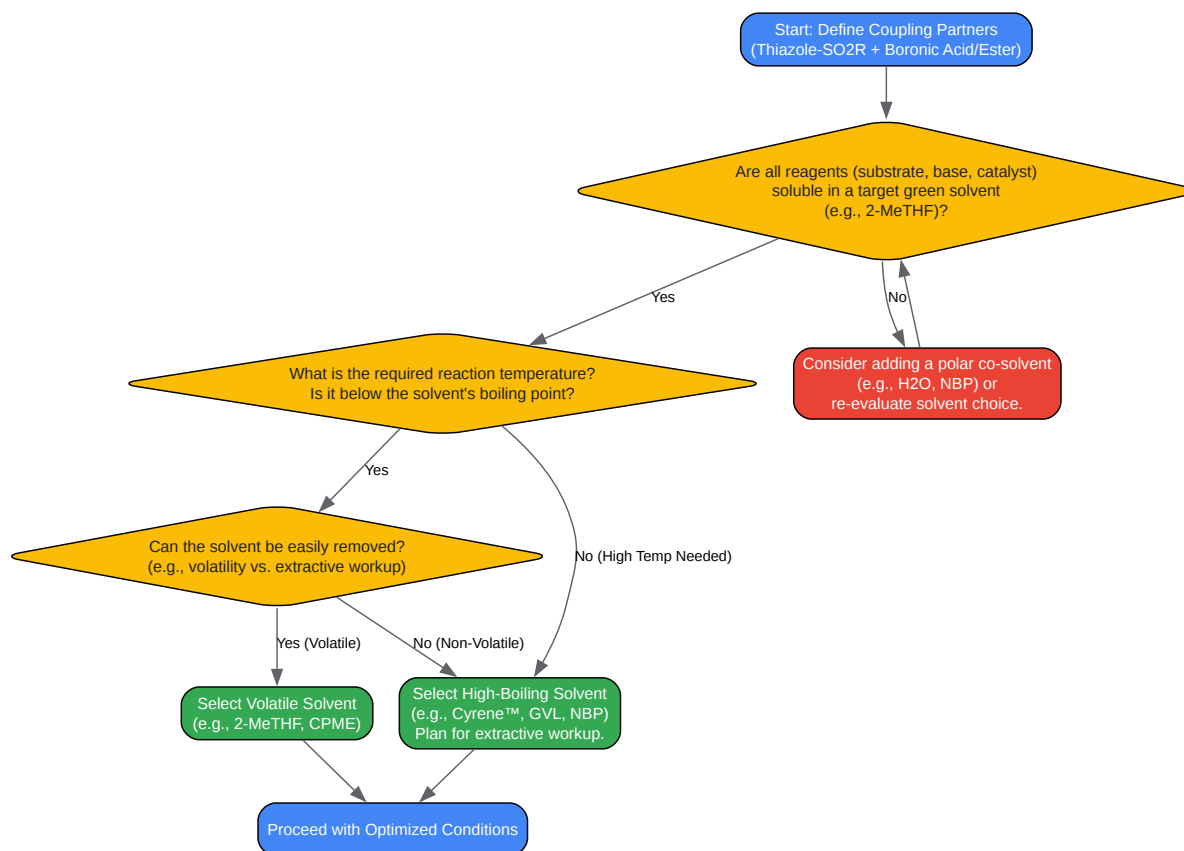 Start: Define Coupling Partners
(Thiazole-SO2R + Boronic Acid/Ester)
Are all reagents (substrate, base, catalyst)
soluble in a target green solvent
(e.g., 2-MeTHF)?
Yes
No
What is the required reaction temperature?
Is it below the solvent's boiling point?
Consider adding a polar co-solvent
(e.g., H2O, NBP) or
re-evaluate solvent choice.
Yes
No (High Temp Needed)
Can the solvent be easily removed?
(e.g., volatility vs. extractive workup)
Yes (Volatile)
No (Non-Volatile)
Select Volatile Solvent
(e.g., 2-MeTHF, CPME)
Select High-Boiling Solvent
(e.g., Cyrene™, GVL, NBP)
Plan for extractive workup.
Proceed with Optimized Conditions